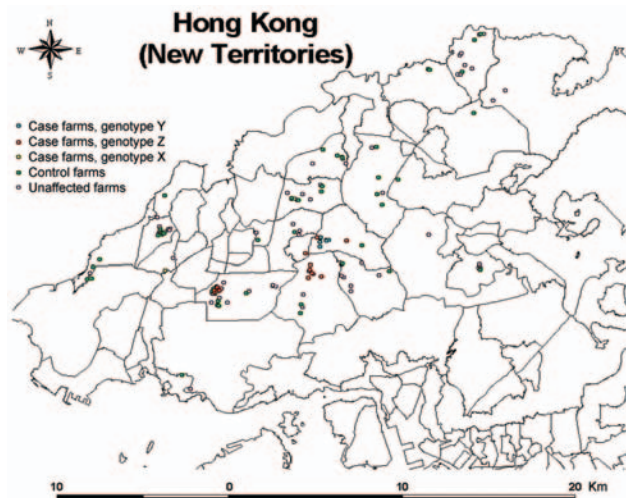 Hong Kong
(New Territories)
N
W
E
S
Case farms, genotype Y
Case farms, genotype Z
Case farms, genotype X
Control farms
Unaffected farms
10 0 10 20 Km